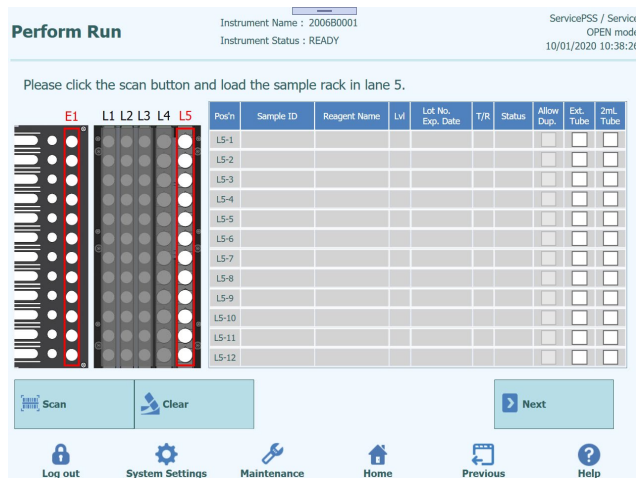 Perform Run
Instrument Name : 2006B0001
Instrument Status : READY
ServicePSS / Service
OPEN mode
10/01/2020 10:38:26
Please click the scan button and load the sample rack in lane 5.
E1 L1 L2 L3 L4 L5
Pos'n Sample ID Reagent Name Lvl Lot No. Exp. Date T/R Status Allow Dup. Ext. Tube 2mL Tube
L5-1
L5-2
L5-3
L5-4
L5-5
L5-6
L5-7
L5-8
L5-9
L5-10
L5-11
L5-12
Scan Clear Next
Log out System Settings Maintenance Home Previous Help